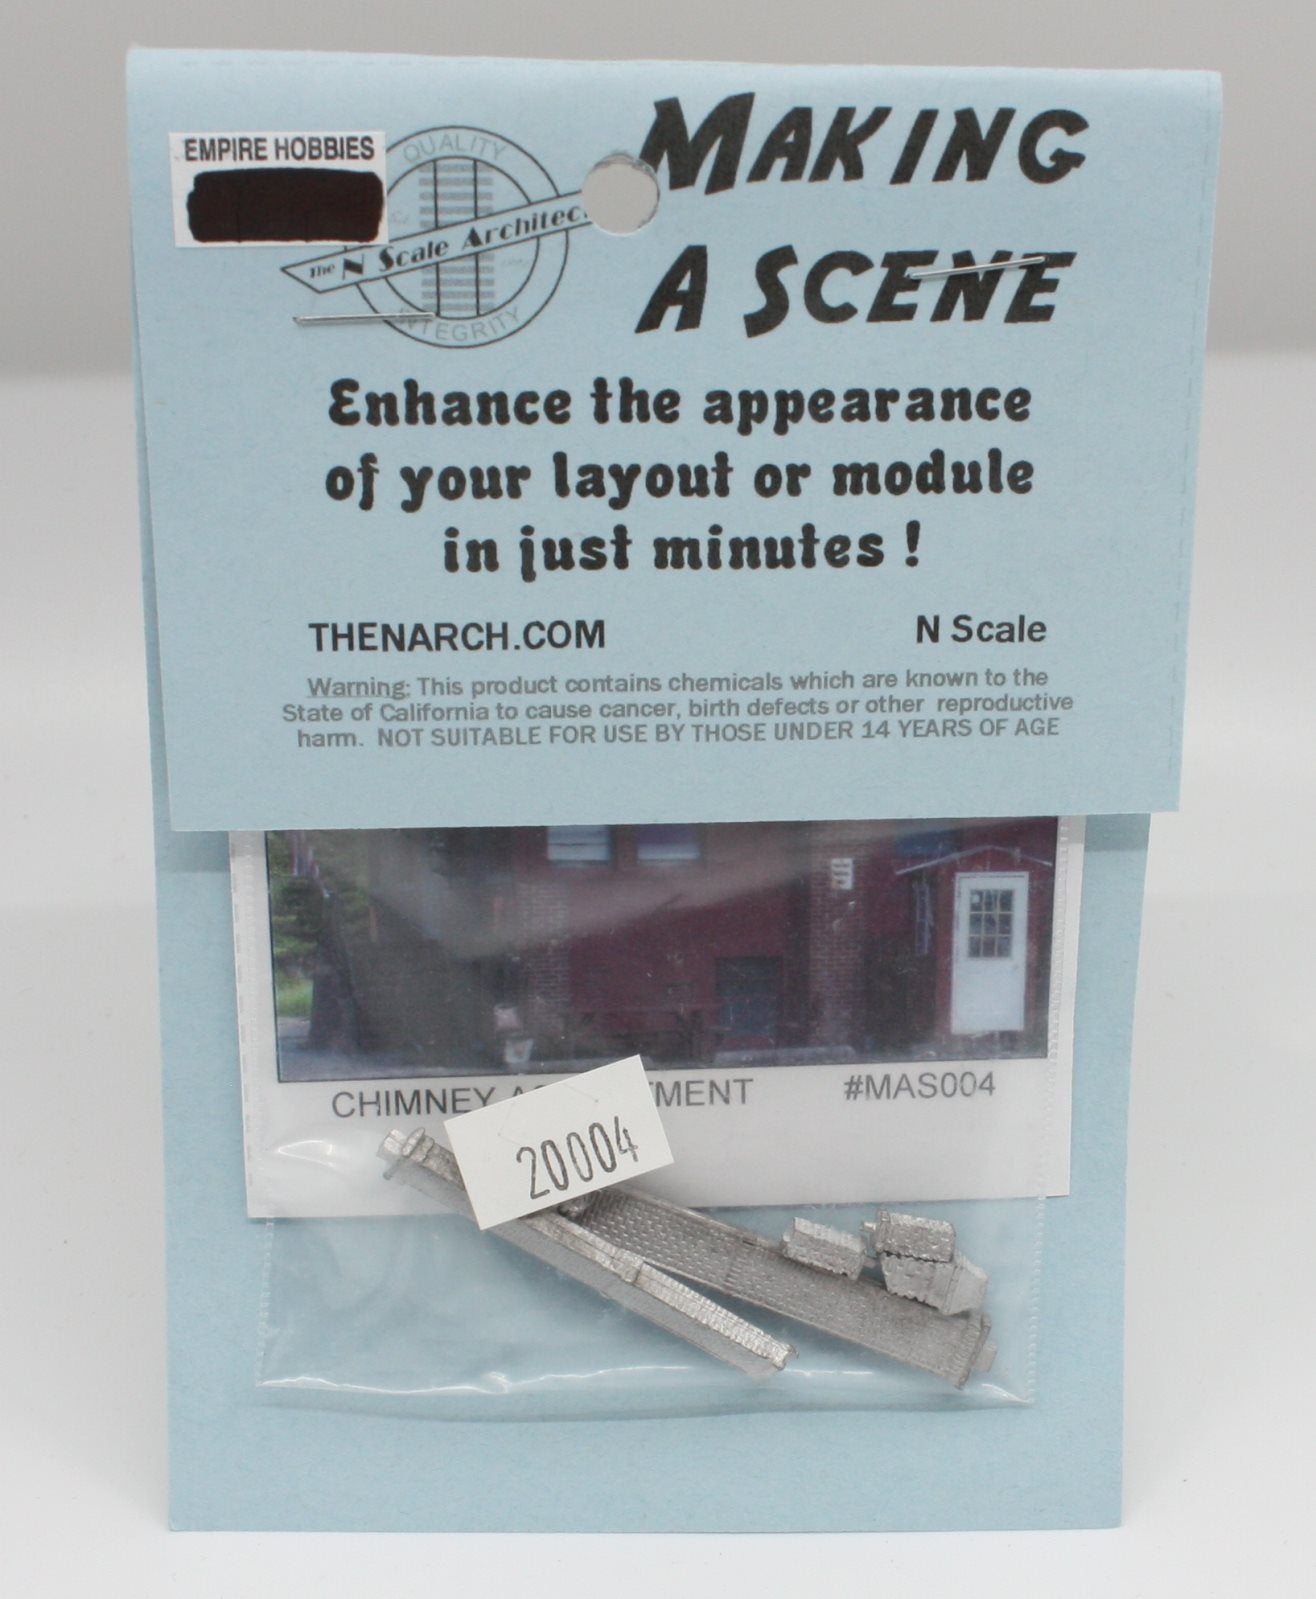 EMPIRE HOBBIES
QUALITY
The N Scale Architect
INTEGRITY
MAKING
A SCENE
Enhance the appearance
of your layout or module
in just minutes !
THENARCH.COM N Scale
Warning: This product contains chemicals which are known to the
State of California to cause cancer, birth defects or other reproductive
harm. NOT SUITABLE FOR USE BY THOSE UNDER 14 YEARS OF AGE
CHIMNEY MENT #MAS004
20004